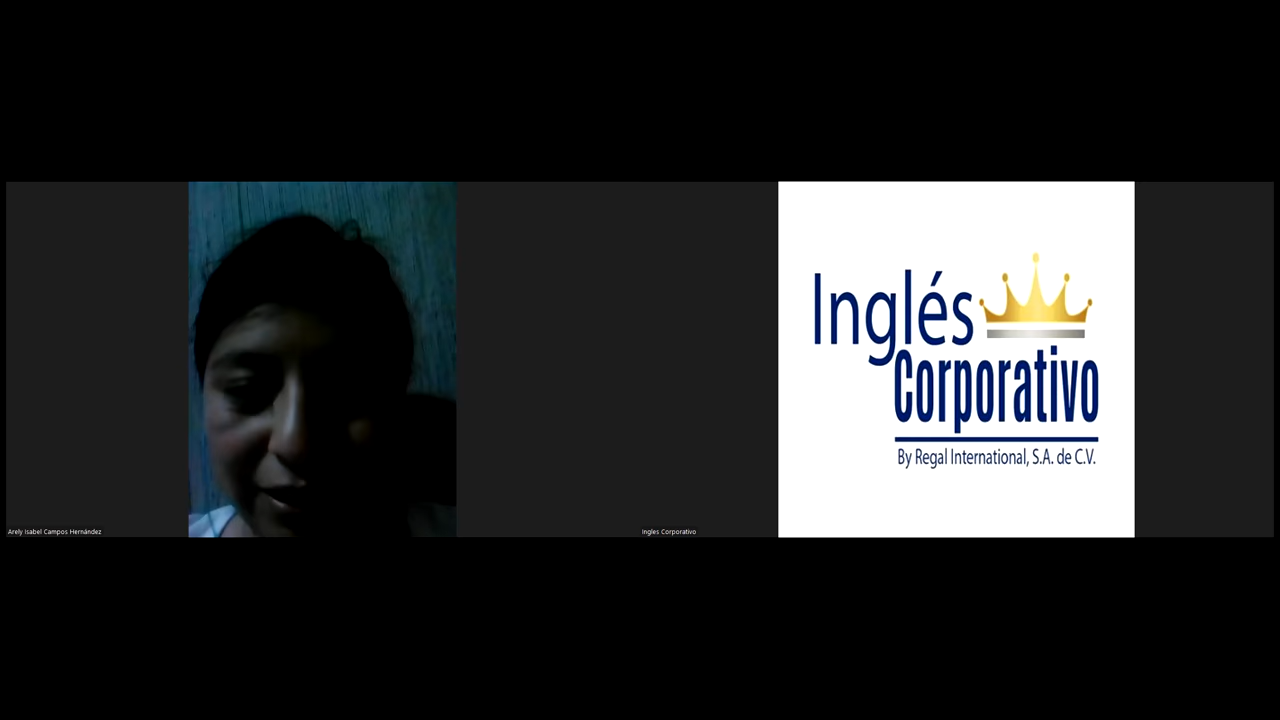 Inglés
Corporativo
By Regal International, S.A. de C.V.
Arely Isabel Campos Hernández
Ingles Corporativo